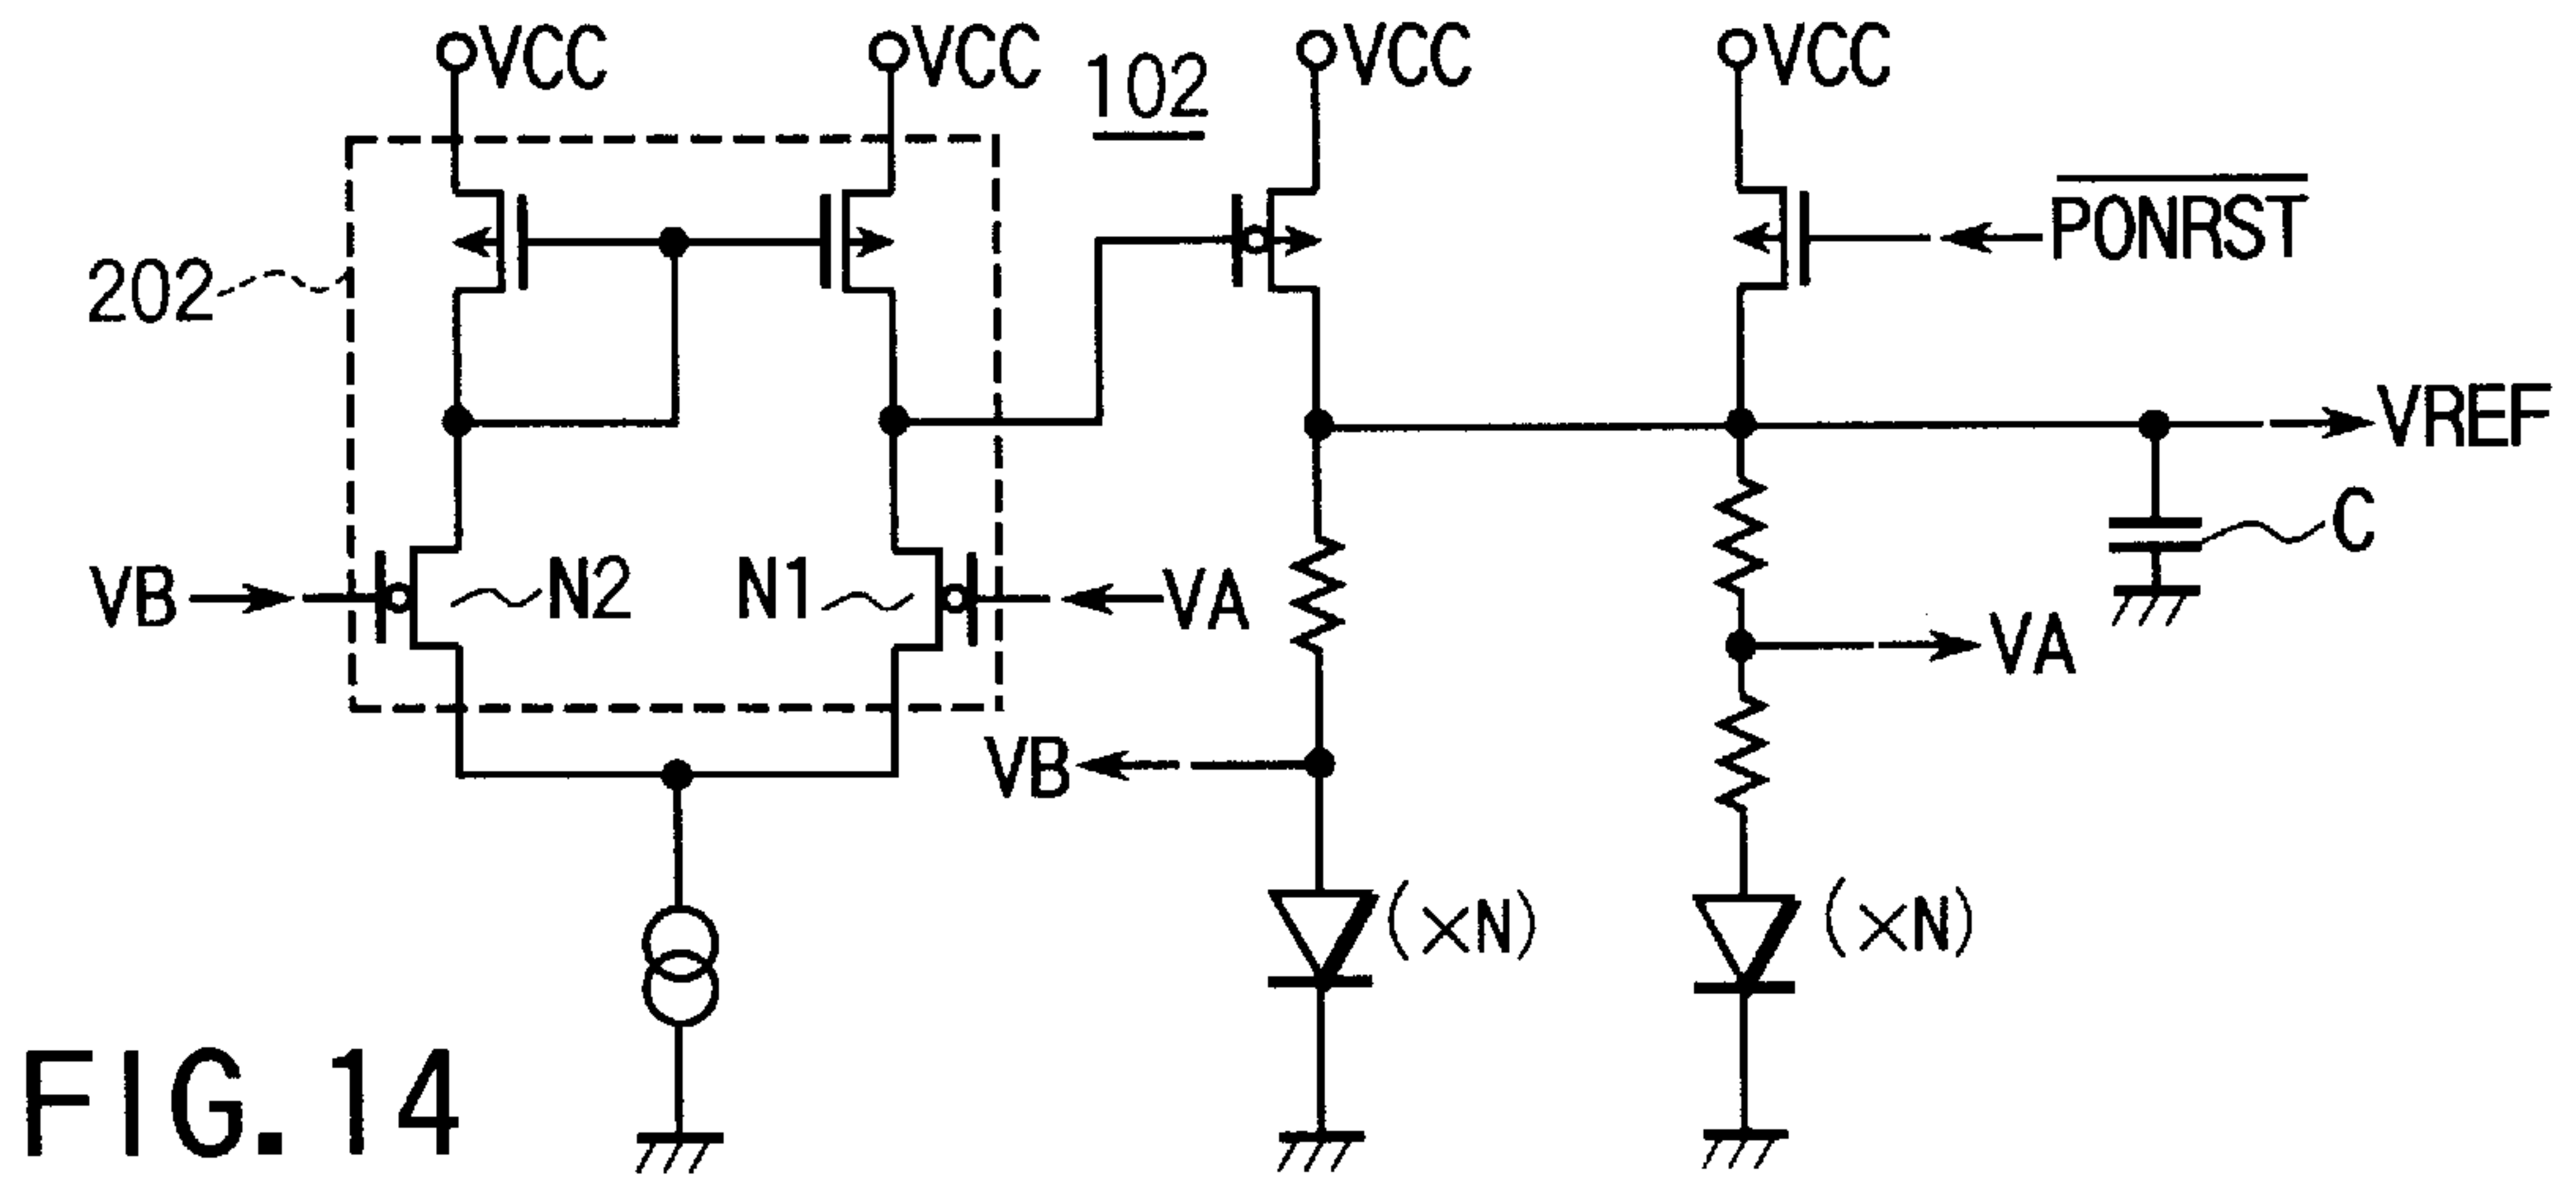 VCC
VCC
102
VCC
VCC
PONRST
202
VREF
C
VB
N2
N1
VA
VA
VB
(×N)
(×N)
FIG.14